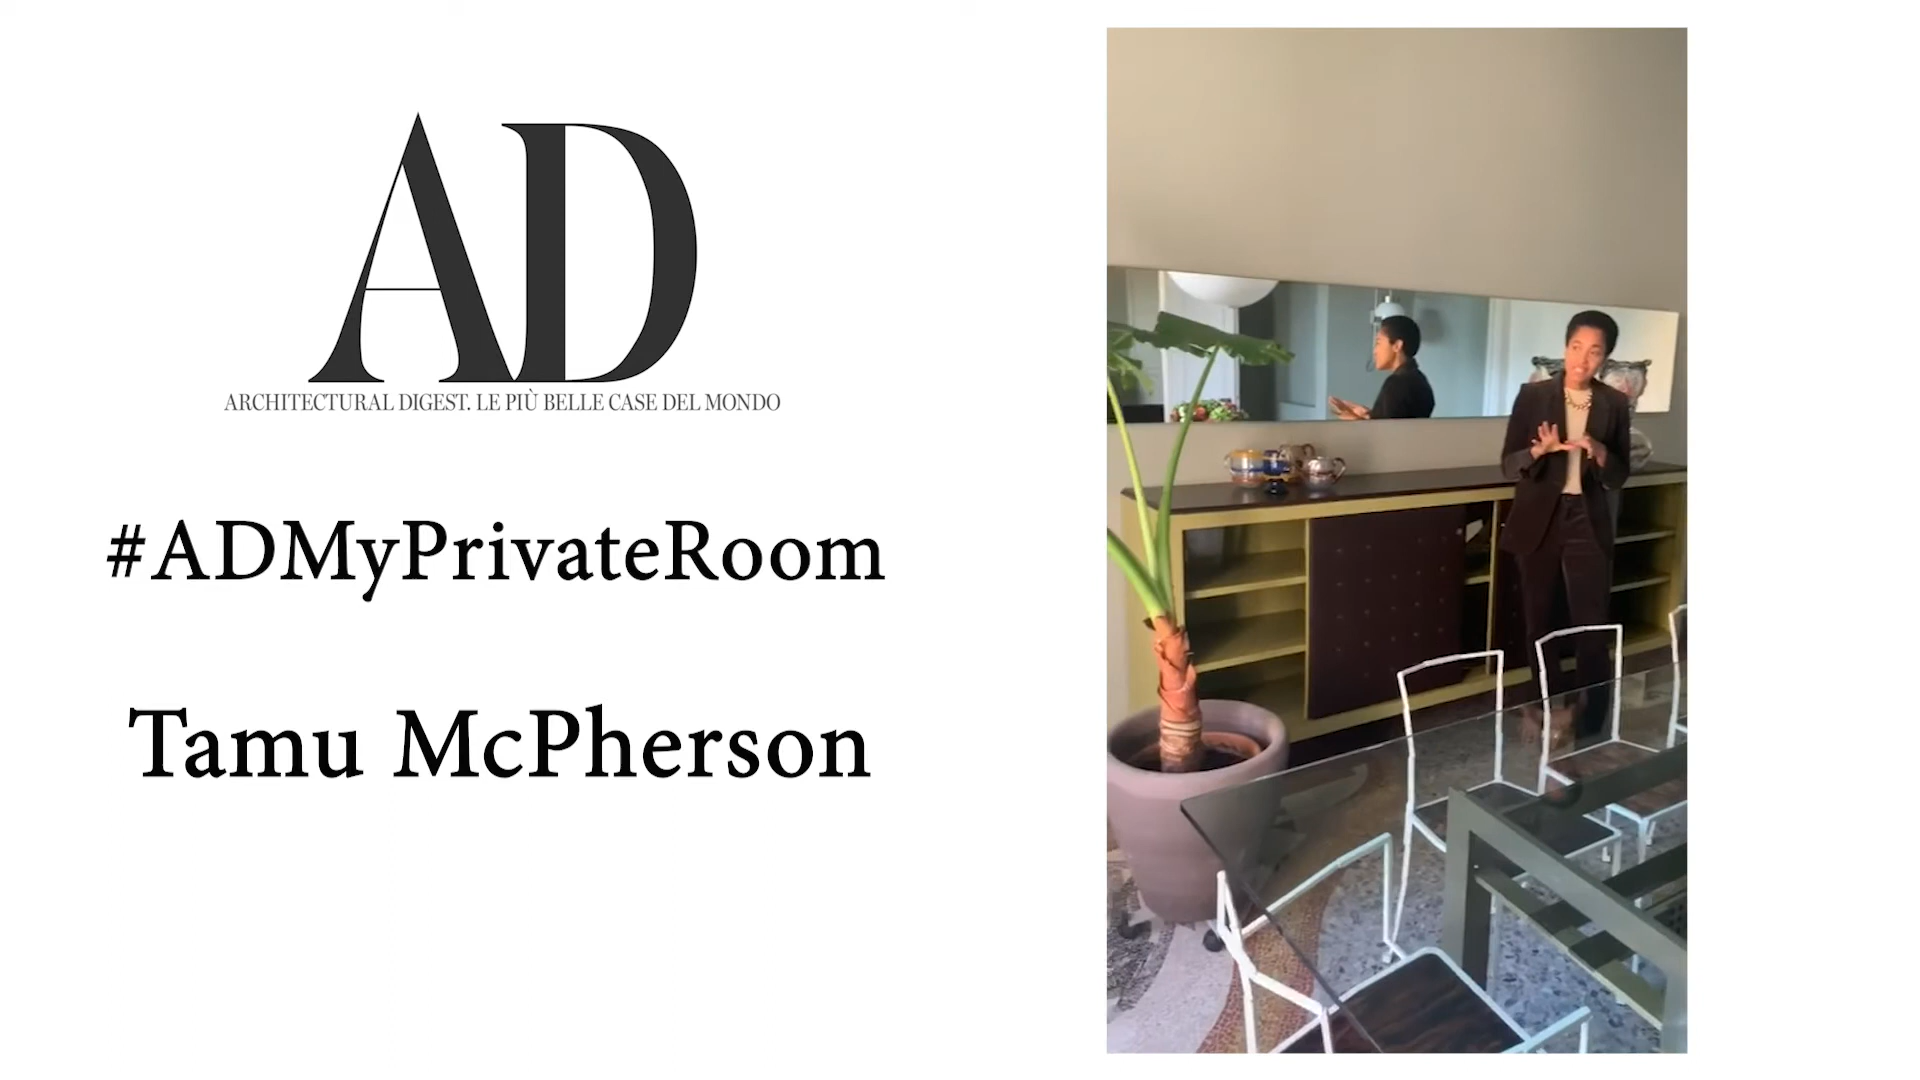 AD
ARCHITECTURAL DIGEST. LE PIÙ BELLE CASE DEL MONDO
#ADMyPrivateRoom
Tamu McPherson